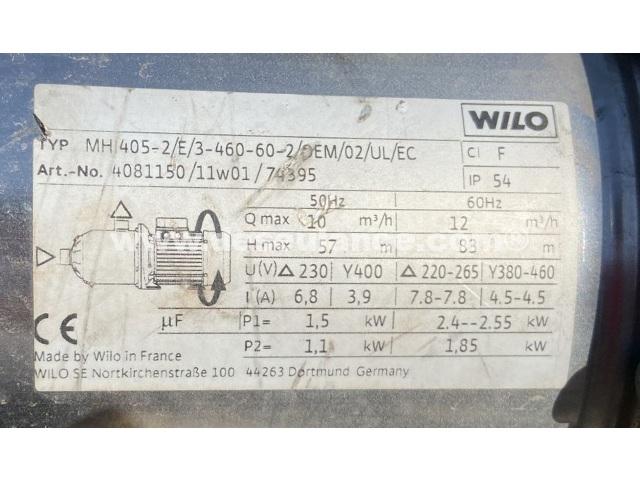 WILO
TYP MHI 405-2/E/3-460-60-2/OEM/02/UL/EC
Cl F
Art.-No. 4081150/11w01/74395
IP 54
50Hz 60Hz
Q max 10 m³/h 12 m³/h
H max 57 m 83 m
U(V) Δ 230 Y400 Δ 220-265 Y380-460
I (A) 6,8 3,9 7.8-7.8 4.5-4.5
µF P1= 1,5 kW 2.4--2.55 kW
P2= 1,1 kW 1,85 kW
CE
Made by Wilo in France
WILO SE Nortkirchenstraße 100 44263 Dortmund Germany